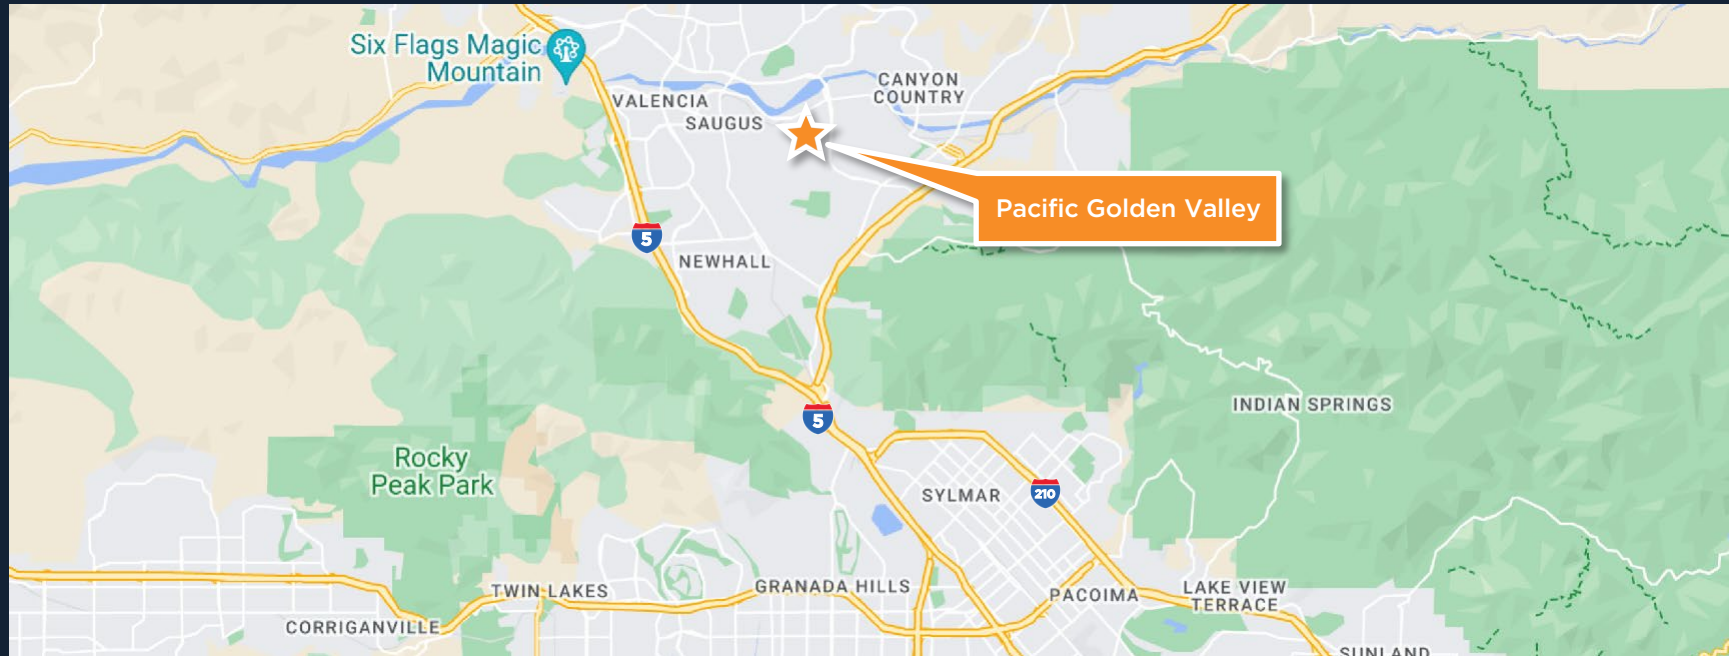 Six Flags Magic
Mountain
CANYON
COUNTRY
VALENCIA
SAUGUS
Pacific Golden Valley
5
NEWHALL
INDIAN SPRINGS
5
Rocky
Peak Park
SYLMAR
210
TWIN LAKES
GRANADA HILLS
PACOIMA
LAKE VIEW
TERRACE
CORRIGANVILLE
SUNLAND